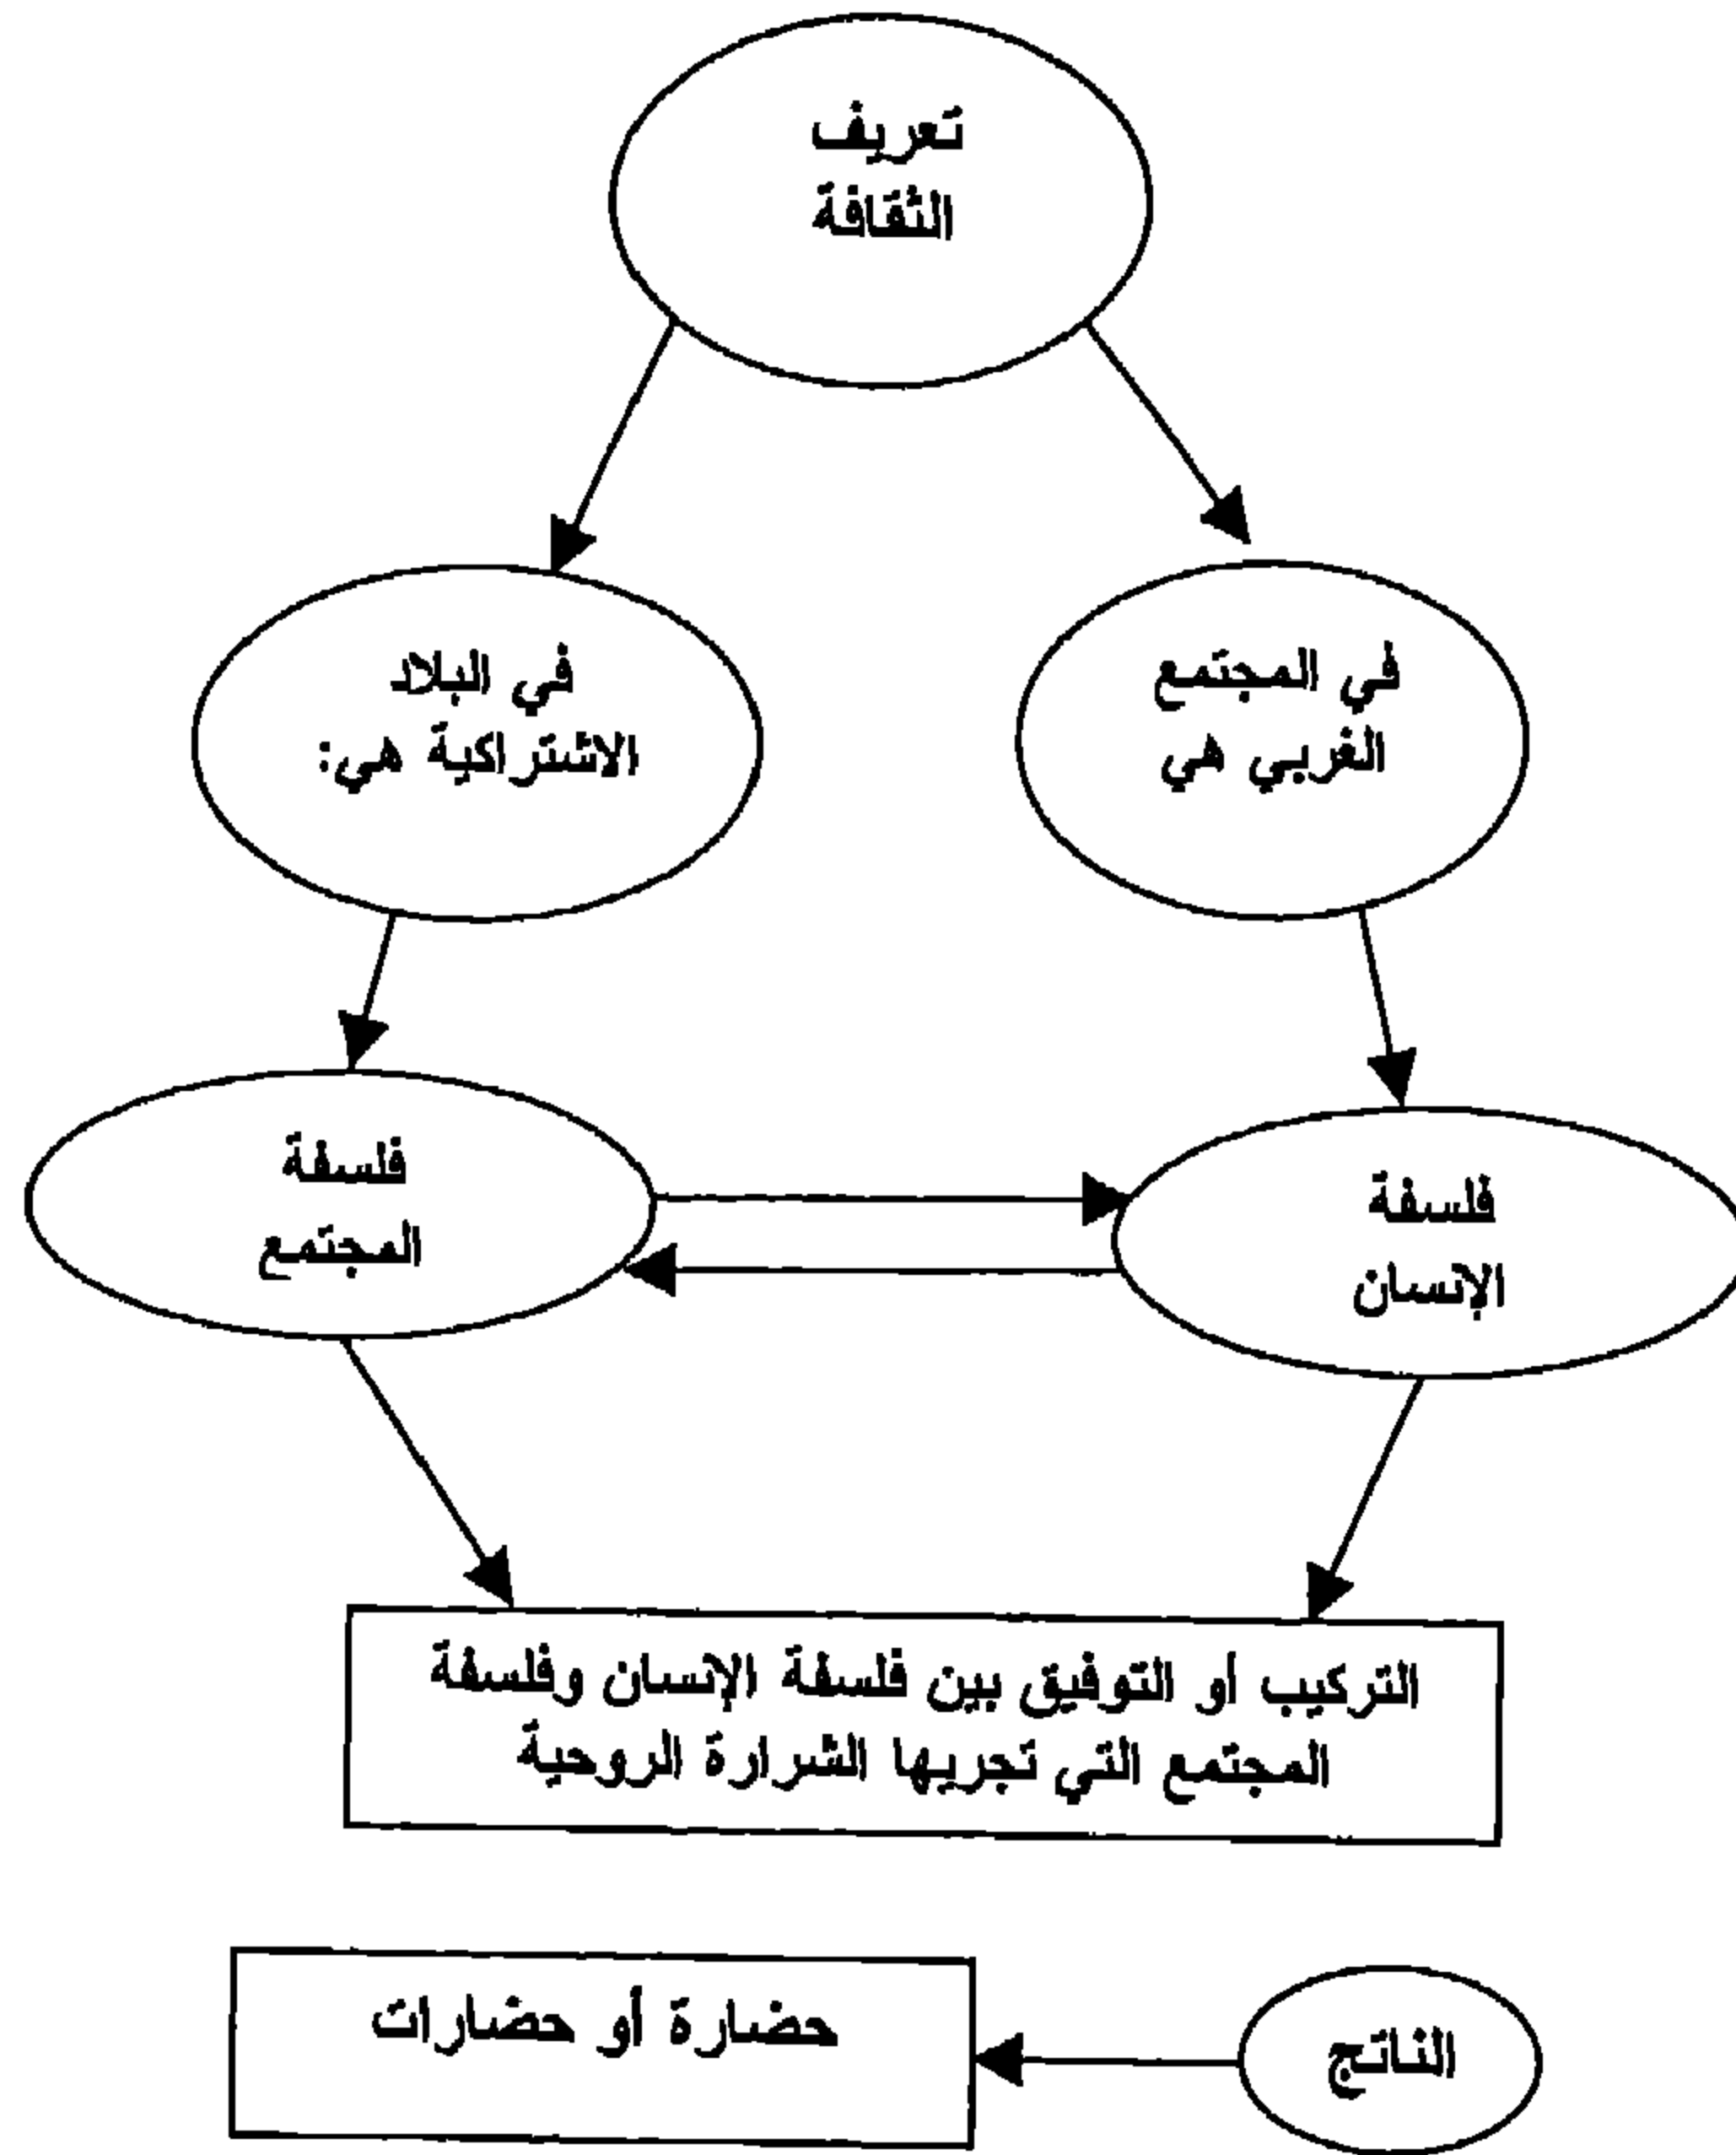 تعريف
الثقافة
في المجتمع
الغربي هي
في البلاد
الاشتراكية هي:
فلسفة
الإنسان
فلسفة
المجتمع
التركيب أو التوفيق بين فلسفة الإنسان وفلسفة
المجتمع التي تجريها الشرارة الروحية
الناتج
حضارة أو حضارات